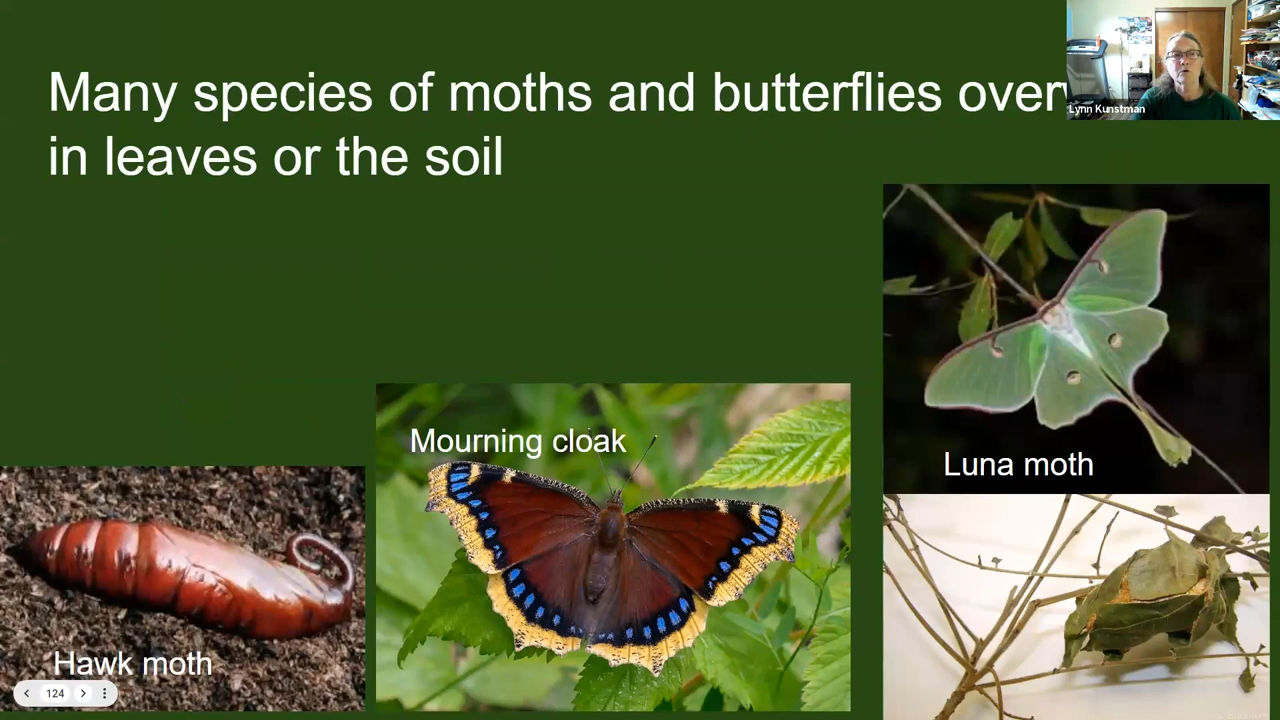 Many species of moths and butterflies
in leaves or the soil
Lynn Kunstman
Mourning cloak
Luna moth
Hawk moth
124